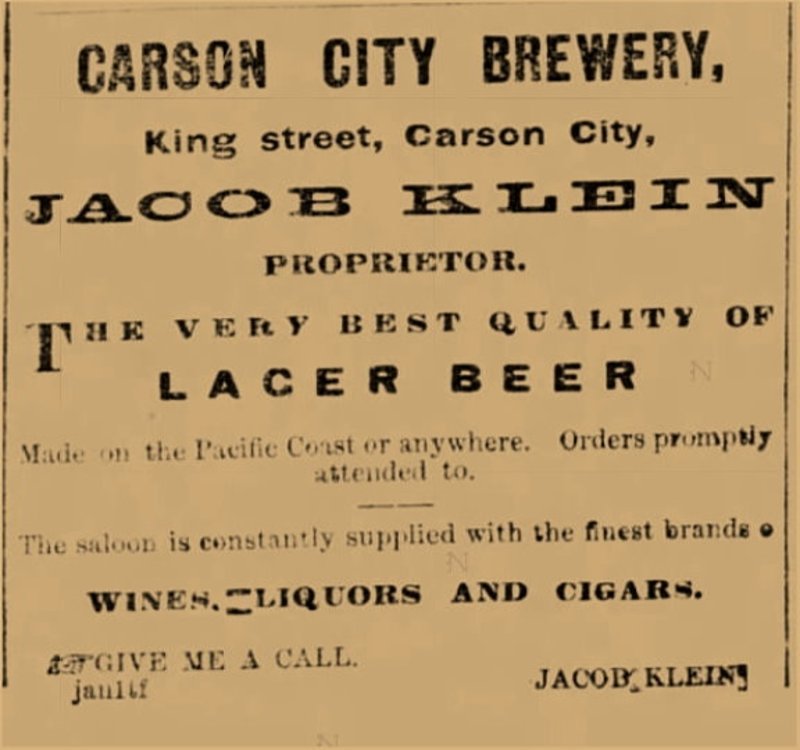 CARSON CITY BREWERY,
King street, Carson City,
JACOB KLEIN
PROPRIETOR.
THE VERY BEST QUALITY OF
LAGER BEER
Made on the Pacific Coast or anywhere. Orders promptly
attended to.
The saloon is constantly supplied with the finest brands o
WINES, LIQUORS AND CIGARS.
GIVE ME A CALL.
jan1tf
JACOB KLEIN